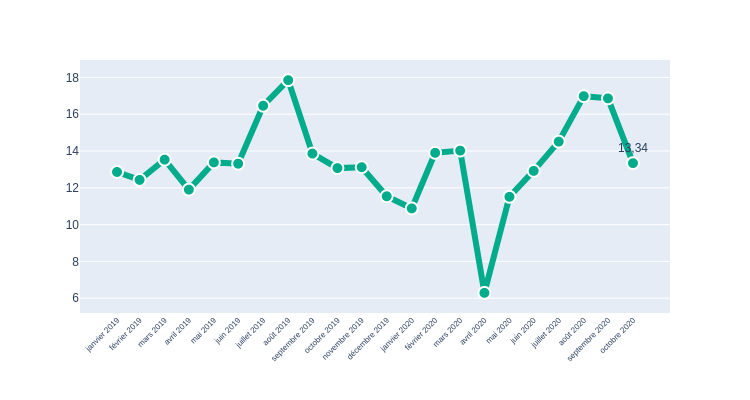 18
16
14
12
10
8
6
13,34
janvier 2019
février 2019
mars 2019
avril 2019
mai 2019
juin 2019
juillet 2019
août 2019
septembre 2019
octobre 2019
novembre 2019
décembre 2019
janvier 2020
février 2020
mars 2020
avril 2020
mai 2020
juin 2020
juillet 2020
août 2020
septembre 2020
octobre 2020